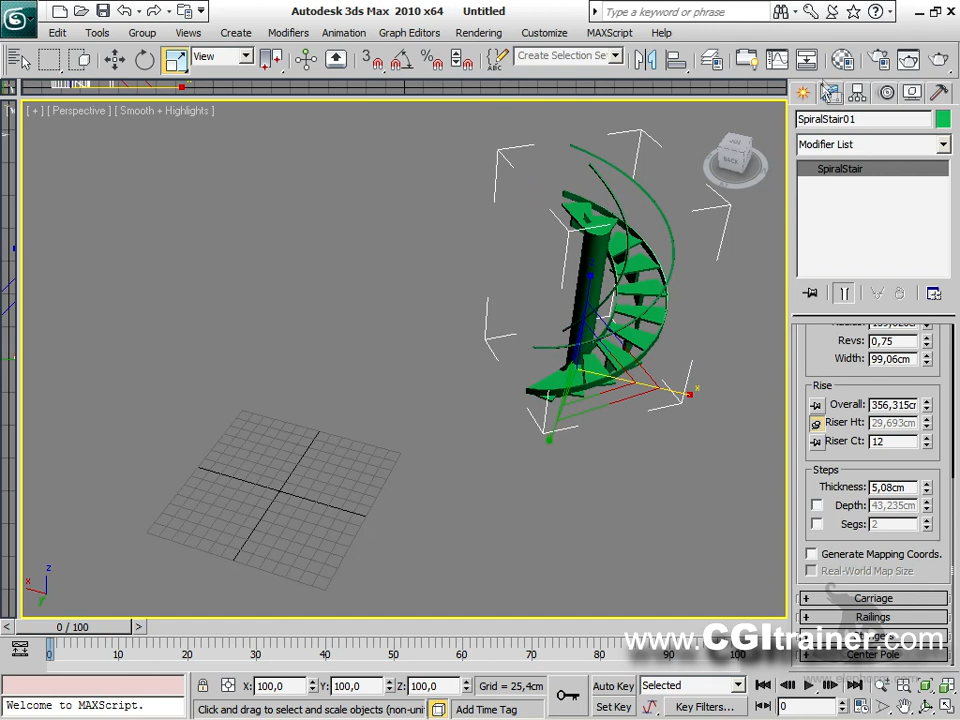 Autodesk 3ds Max 2010 x64 Untitled
Type a keyword or phrase
Edit Tools Group Views Create Modifiers Animation Graph Editors Rendering Customize MAXScript Help
View
3
ABC
Create Selection Se
[ + ] [ Perspective ] [ Smooth + Highlights ]
BACK
SpiralStair01
Modifier List
SpiralStair
Revs: 0,75
Width: 99,06cm
Rise
Overall: 356,315cm
Riser Ht: 29,693cm
Riser Ct: 12
Steps
Thickness: 5,08cm
Depth: 43,235cm
Segs: 2
Generate Mapping Coords.
Real-World Map Size
+ Carriage
+ Railings
+ Center Pole
x
z
x
y
0 / 100
www.CGItrainer.com
0 10 20 30 40 50 60 70 80 90 100
X: 100,0 Y: 100,0 Z: 100,0 Grid = 25,4cm
Auto Key Selected
Welcome to MAXScript.
Click and drag to select and scale objects (non-uni
Add Time Tag
Set Key Key Filters... 0